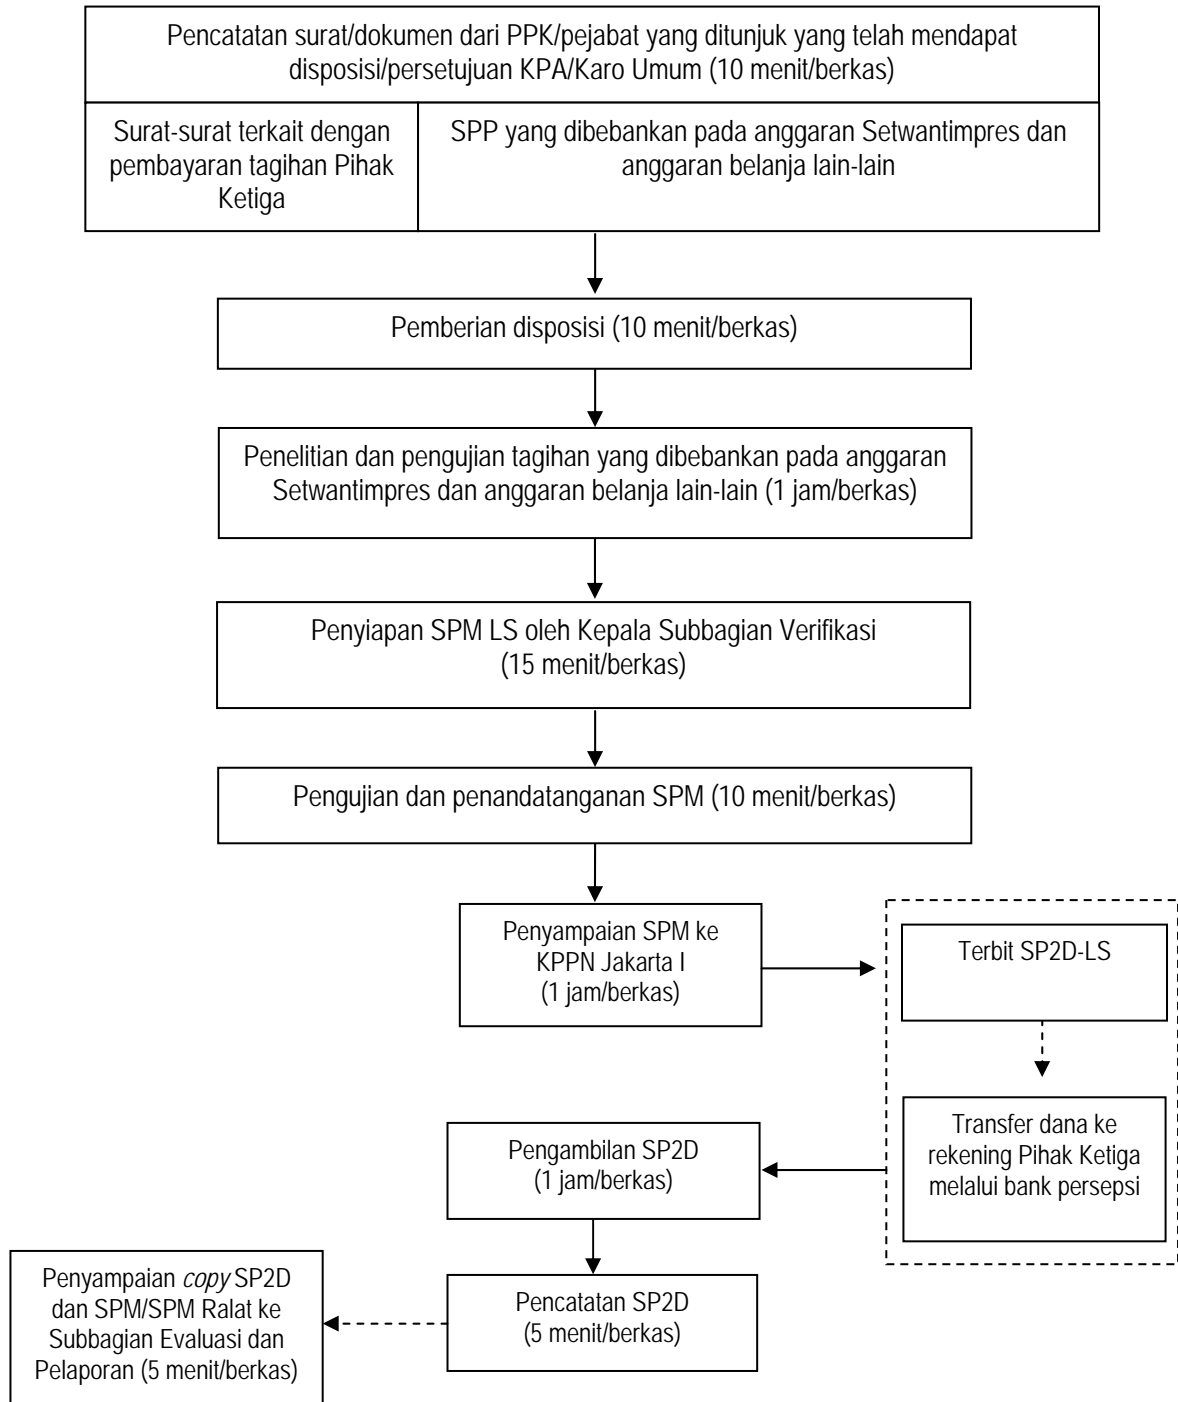 Pencatatan surat/dokumen dari PPK/pejabat yang ditunjuk yang telah mendapat
disposisi/persetujuan KPA/Karo Umum (10 menit/berkas)
Surat-surat terkait dengan
pembayaran tagihan Pihak
Ketiga
SPP yang dibebankan pada anggaran Setwantimpres dan
anggaran belanja lain-lain
Pemberian disposisi (10 menit/berkas)
Penelitian dan pengujian tagihan yang dibebankan pada anggaran
Setwantimpres dan anggaran belanja lain-lain (1 jam/berkas)
Penyiapan SPM LS oleh Kepala Subbagian Verifikasi
(15 menit/berkas)
Pengujian dan penandatanganan SPM (10 menit/berkas)
Penyampaian SPM ke
KPPN Jakarta I
(1 jam/berkas)
Terbit SP2D-LS
Transfer dana ke
rekening Pihak Ketiga
melalui bank persepsi
Pengambilan SP2D
(1 jam/berkas)
Pencatatan SP2D
(5 menit/berkas)
Penyampaian copy SP2D
dan SPM/SPM Ralat ke
Subbagian Evaluasi dan
Pelaporan (5 menit/berkas)